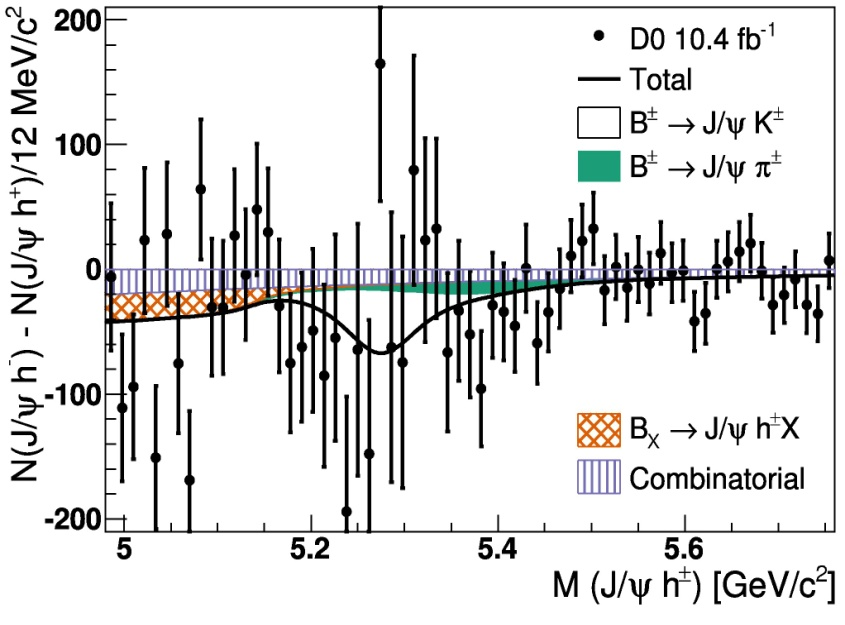 N(J/ψ h⁻) - N(J/ψ h⁺)/12 MeV/c²
200
100
0
-100
-200
D0 10.4 fb⁻¹
Total
B± → J/ψ K±
B± → J/ψ π±
B_X → J/ψ h±X
Combinatorial
5
5.2
5.4
5.6
M (J/ψ h±) [GeV/c²]